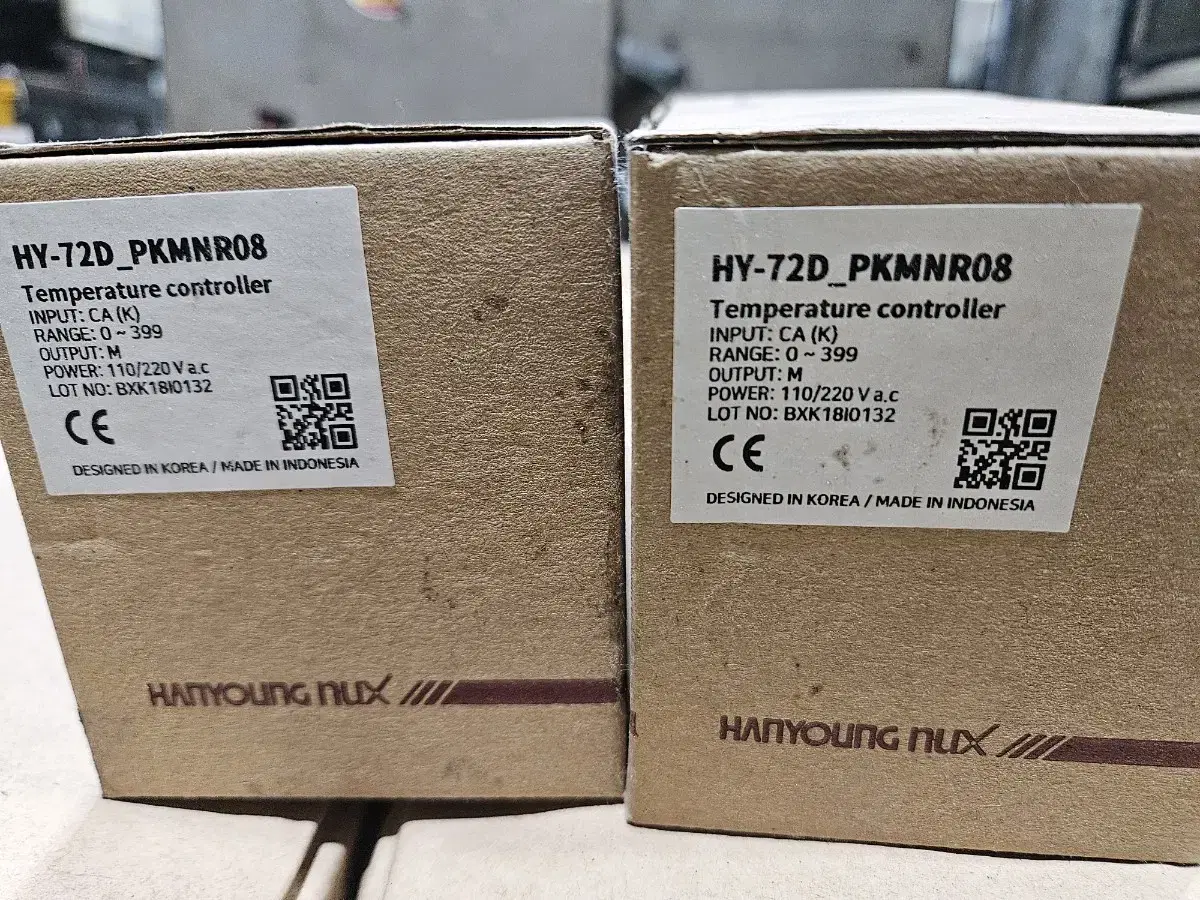 HY-72D_PKMNR08
Temperature controller
INPUT: CA (K)
RANGE: 0 ~ 399
OUTPUT: M
POWER: 110/220 V a.c
LOT NO: BXK18I0132
CE
DESIGNED IN KOREA / MADE IN INDONESIA
HANYOUNG NUX
HY-72D_PKMNR08
Temperature controller
INPUT: CA (K)
RANGE: 0 ~ 399
OUTPUT: M
POWER: 110/220 V a.c
LOT NO: BXK18I0132
CE
DESIGNED IN KOREA / MADE IN INDONESIA
HANYOUNG NUX